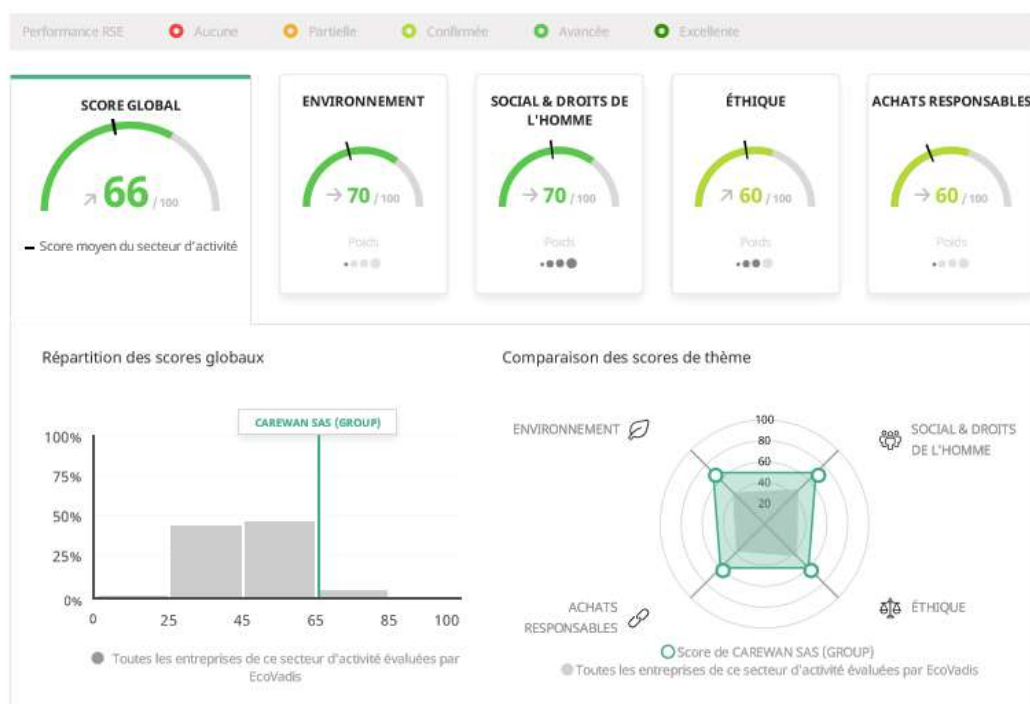 Performance RSE Aucune Partielle Confirmée Avancée Excellente
SCORE GLOBAL
66 / 100
Score moyen du secteur d'activité
ENVIRONNEMENT
70 / 100
Poids
SOCIAL & DROITS DE
L'HOMME
70 / 100
Poids
ÉTHIQUE
60 / 100
Poids
ACHATS RESPONSABLES
60 / 100
Poids
Répartition des scores globaux
CAREWAN SAS (GROUP)
100%
75%
50%
25%
0%
0 25 45 65 85 100
Toutes les entreprises de ce secteur d'activité évaluées par
EcoVadis
Comparaison des scores de thème
ENVIRONNEMENT
SOCIAL & DROITS
DE L'HOMME
100
80
60
40
20
ACHATS
RESPONSABLES
ÉTHIQUE
Score de CAREWAN SAS (GROUP)
Toutes les entreprises de ce secteur d'activité évaluées par EcoVadis